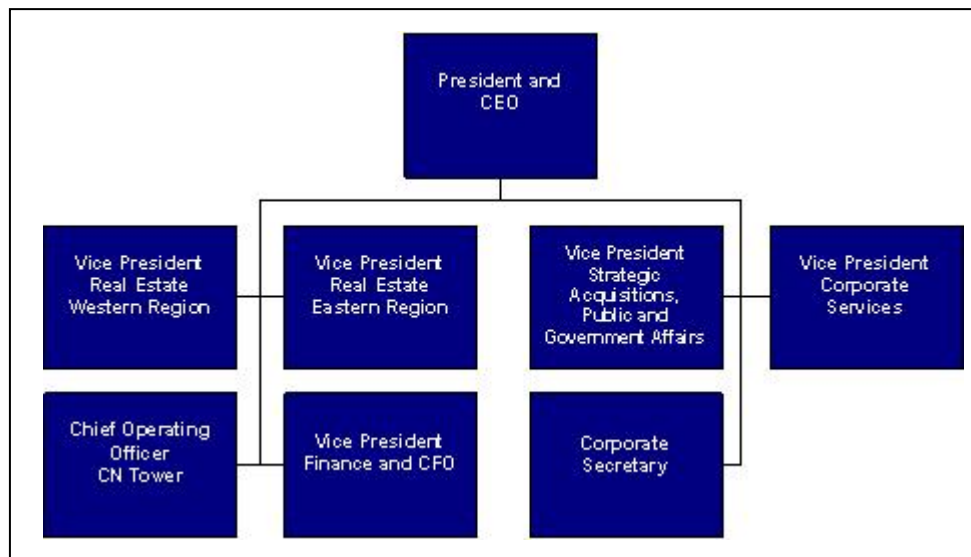 President and
CEO
Vice President
Real Estate
Western Region
Vice President
Real Estate
Eastern Region
Vice President
Strategic
Acquisitions,
Public and
Government Affairs
Vice President
Corporate
Services
Chief Operating
Officer
CN Tower
Vice President
Finance and CFO
Corporate
Secretary